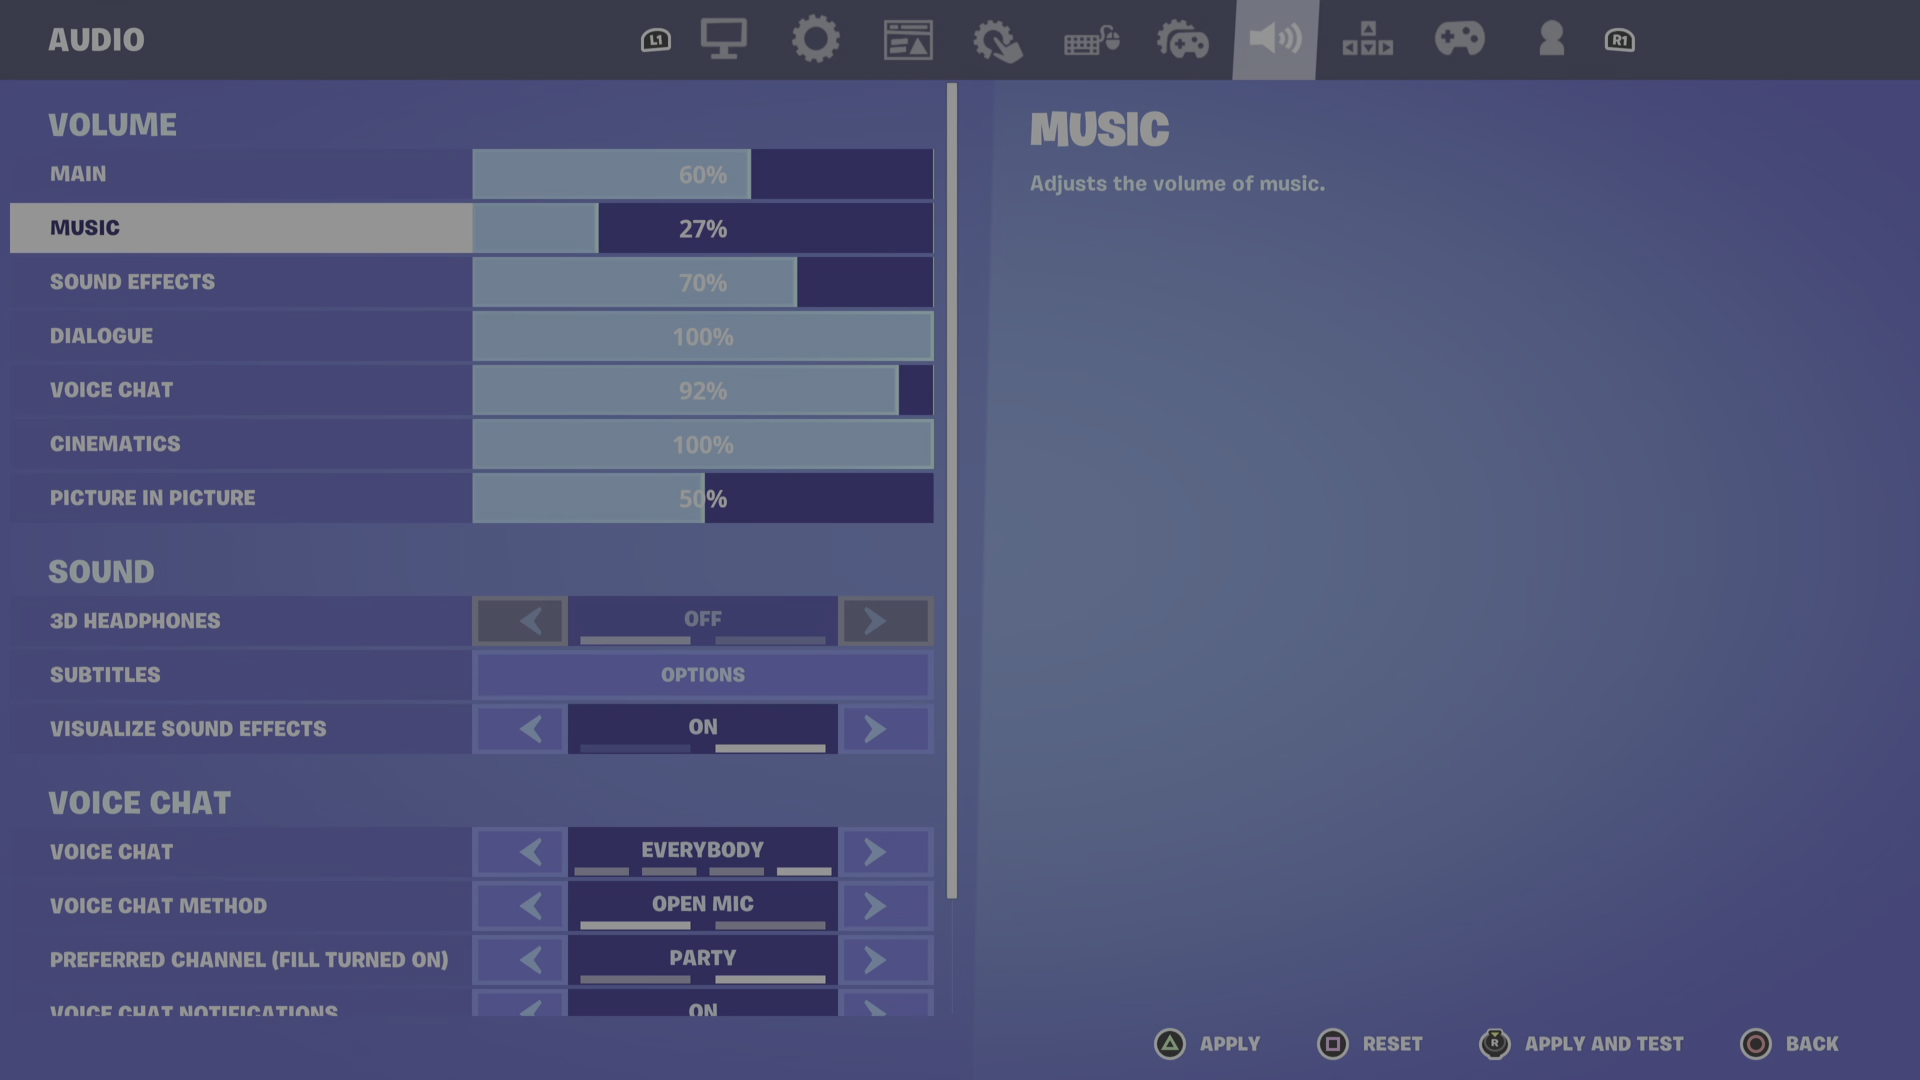 AUDIO
L1
R1
VOLUME
MAIN
60%
MUSIC
27%
SOUND EFFECTS
70%
DIALOGUE
100%
VOICE CHAT
92%
CINEMATICS
100%
PICTURE IN PICTURE
50%
SOUND
3D HEADPHONES
OFF
SUBTITLES
OPTIONS
VISUALIZE SOUND EFFECTS
ON
VOICE CHAT
VOICE CHAT
EVERYBODY
VOICE CHAT METHOD
OPEN MIC
PREFERRED CHANNEL (FILL TURNED ON)
PARTY
VOICE CHAT NOTIFICATIONS
ON
MUSIC
Adjusts the volume of music.
APPLY
RESET
R
APPLY AND TEST
BACK